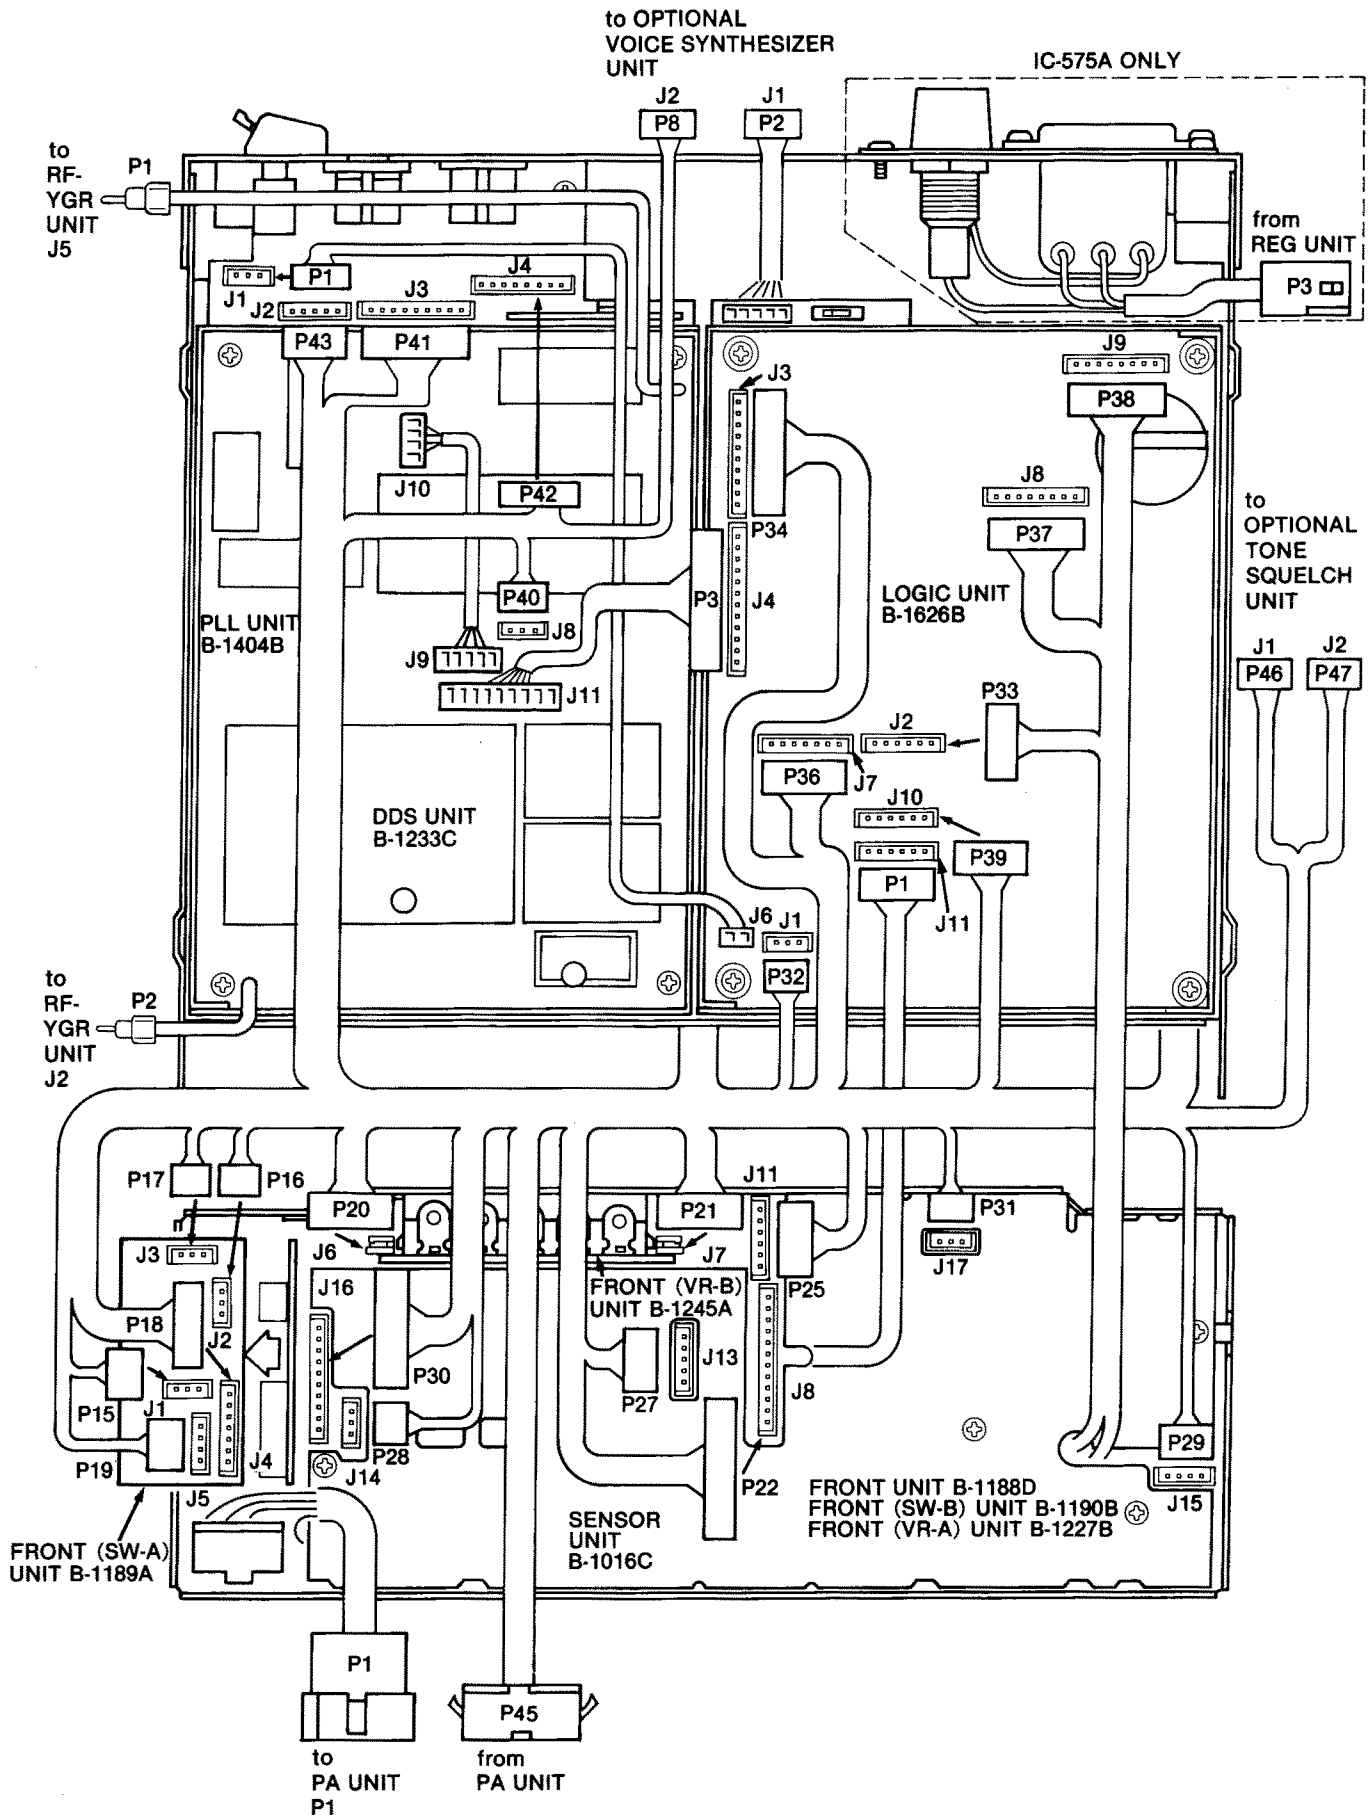 to OPTIONAL
VOICE SYNTHESIZER
UNIT
IC-575A ONLY
J2
P8
J1
P2
to
RF-
YGR
UNIT
J5
P1
from
REG UNIT
P3
J1
P1
J2
J3
J4
P43
P41
J9
P38
J3
J10
P42
P34
J8
P37
to
OPTIONAL
TONE
SQUELCH
UNIT
PLL UNIT
B-1404B
P40
J8
P3
J4
LOGIC UNIT
B-1626B
J9
J11
J1
P46
J2
P47
P33
J2
J7
P36
DDS UNIT
B-1233C
J10
P39
P1
J11
J6
J1
P32
to
RF-
YGR
UNIT
J2
P2
P17
P16
P20
P21
J11
P31
J3
J6
J7
J17
J16
FRONT (VR-B)
UNIT B-1245A
P25
P18
J2
P30
J13
P15
J1
P27
J8
P19
J4
P28
J14
P22
P29
J5
J15
FRONT (SW-A)
UNIT B-1189A
SENSOR
UNIT
B-1016C
FRONT UNIT B-1188D
FRONT (SW-B) UNIT B-1190B
FRONT (VR-A) UNIT B-1227B
P1
P45
to
PA UNIT
P1
from
PA UNIT